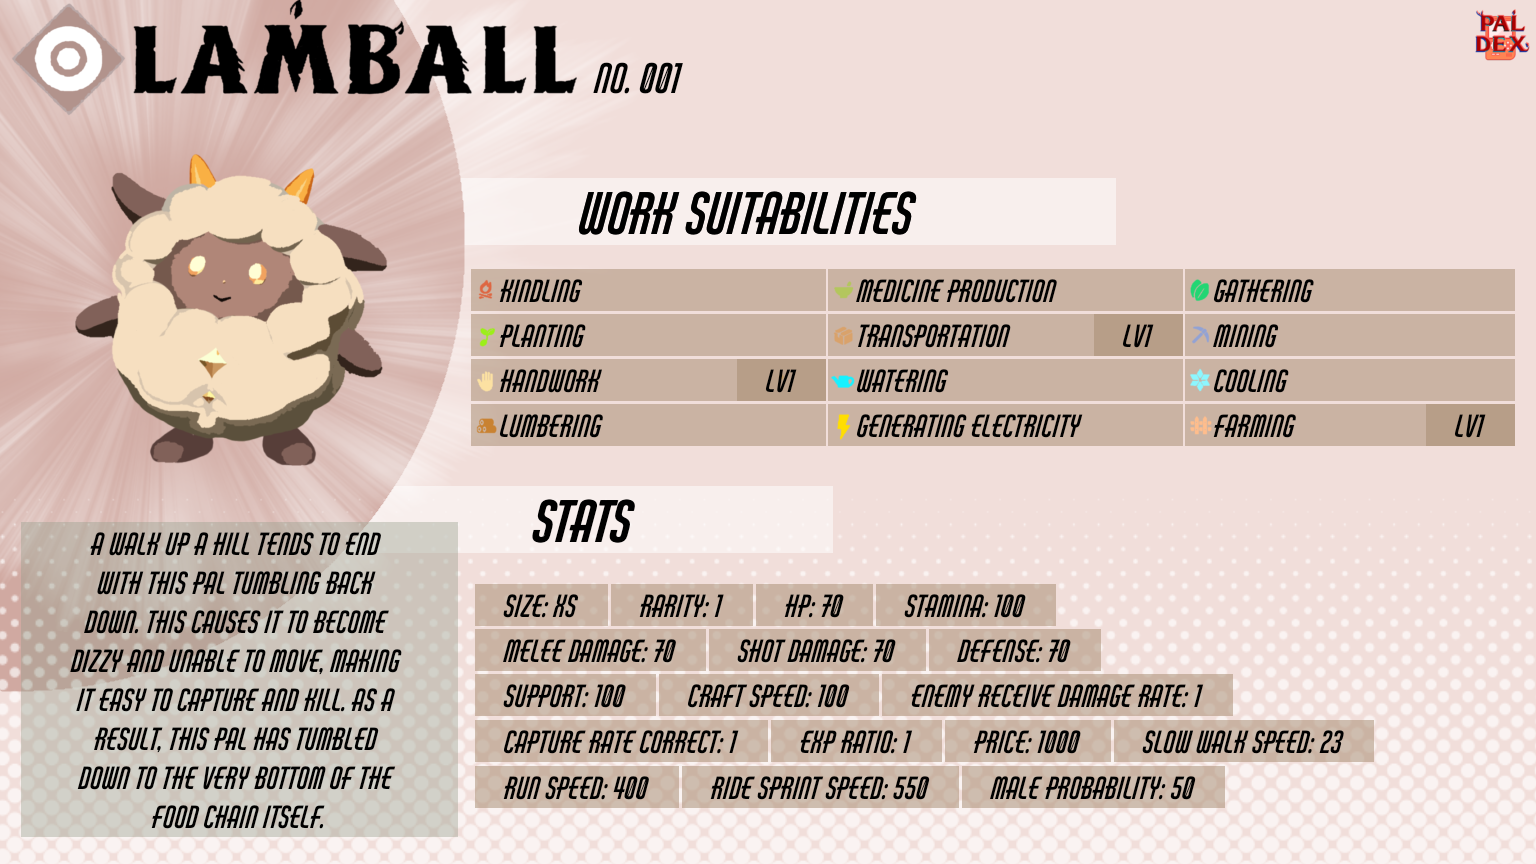 LAMBALL NO. 001
PAL
DEX
WORK SUITABILITIES
KINDLING MEDICINE PRODUCTION GATHERING
PLANTING TRANSPORTATION LV1 MINING
HANDWORK LV1 WATERING COOLING
LUMBERING GENERATING ELECTRICITY FARMING LV1
STATS
A WALK UP A HILL TENDS TO END
WITH THIS PAL TUMBLING BACK
DOWN. THIS CAUSES IT TO BECOME
DIZZY AND UNABLE TO MOVE, MAKING
IT EASY TO CAPTURE AND KILL. AS A
RESULT, THIS PAL HAS TUMBLED
DOWN TO THE VERY BOTTOM OF THE
FOOD CHAIN ITSELF.
SIZE: XS RARITY: 1 HP: 70 STAMINA: 100
MELEE DAMAGE: 70 SHOT DAMAGE: 70 DEFENSE: 70
SUPPORT: 100 CRAFT SPEED: 100 ENEMY RECEIVE DAMAGE RATE: 1
CAPTURE RATE CORRECT: 1 EXP RATIO: 1 PRICE: 1000 SLOW WALK SPEED: 23
RUN SPEED: 400 RIDE SPRINT SPEED: 550 MALE PROBABILITY: 50